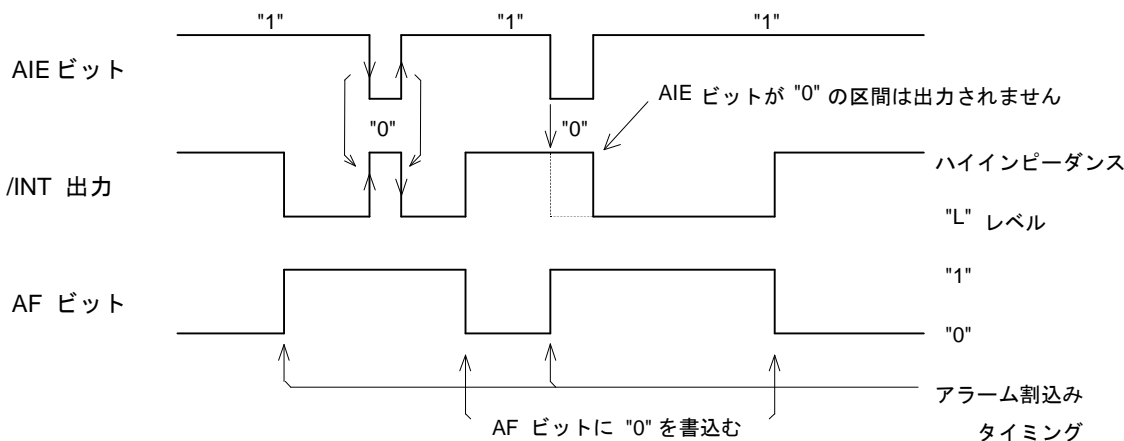 "1" "1" "1"
AIE ビット
AIE ビットが "0" の区間は出力されません
"0" "0"
ハイインピーダンス
/INT 出力
"L" レベル
"1"
AF ビット
"0"
アラーム割込み
AF ビットに "0" を書込む
タイミング